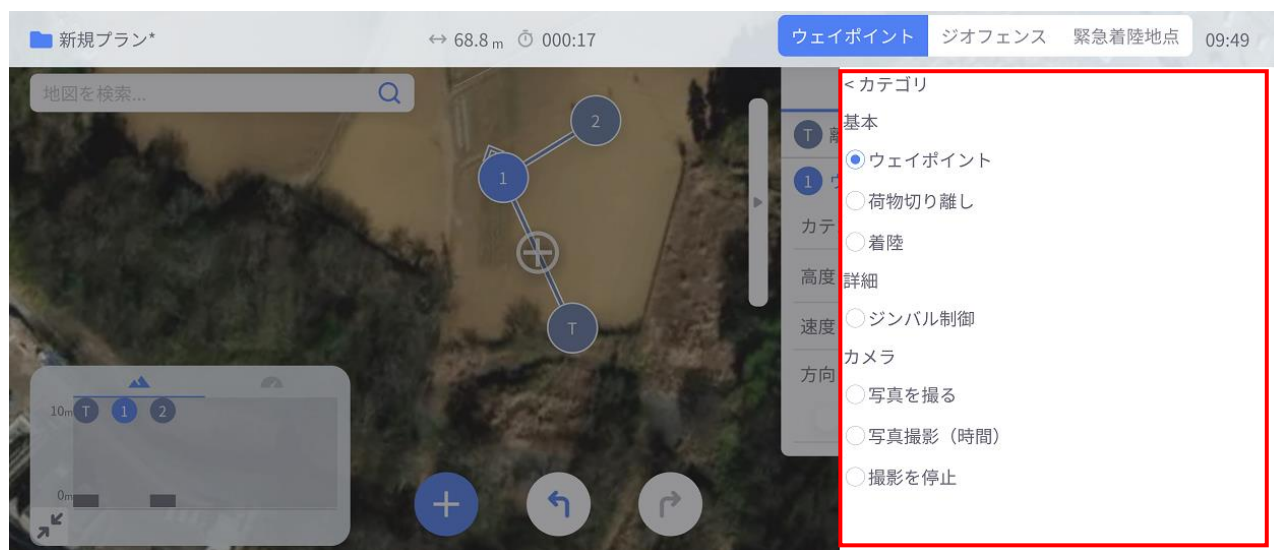 新規プラン*
68.8 m 000:17
ウェイポイント ジオフェンス 緊急着陸地点 09:49
地図を検索...
2
1
T
T
1
カテ
高度
速度
方向
< カテゴリ
基本
ウェイポイント
荷物切り離し
着陸
詳細
ジンバル制御
カメラ
写真を撮る
写真撮影（時間）
撮影を停止
10m T 1 2
0m